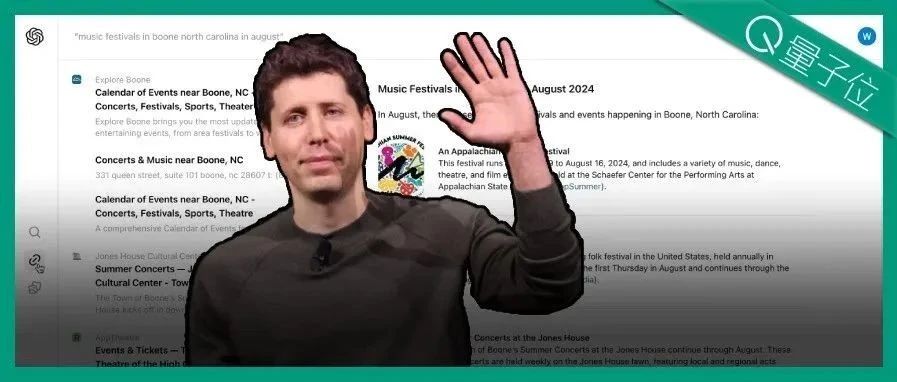 "music festivals in boone north carolina in august"
W
量子位
Explore Boone
Calendar of Events near Boone, NC -
Concerts, Festivals, Sports, Theater
Explore Boone brings you the most
entertaining events, from area festivals to
Concerts & Music near Boone, NC
331 queen street, suite 101 boone, nc 28607
Calendar of Events near Boone, NC -
Concerts, Festivals, Sports, Theatre
A comprehensive Calendar of Events
Jones House Cultural
Summer Concerts —
Cultural Center -
The Town of Boone's
House kicks off in
AppTheatre
Events & Tickets —
Theatre of the High
Music Festivals August 2024
In August, and events happening in Boone, North Carolina:
An Appalachian Festival
This festival runs to August 16, 2024, and includes a variety of music, dance,
theatre, and film held at the Schaefer Center for the Performing Arts at
Appalachian State
folk festival in the United States, held annually in
first Thursday in August and continues through the
Concerts at the Jones House
of Boone's Summer Concerts at the Jones House continue through August. These
are held weekly on the Jones House lawn, featuring local and regional acts